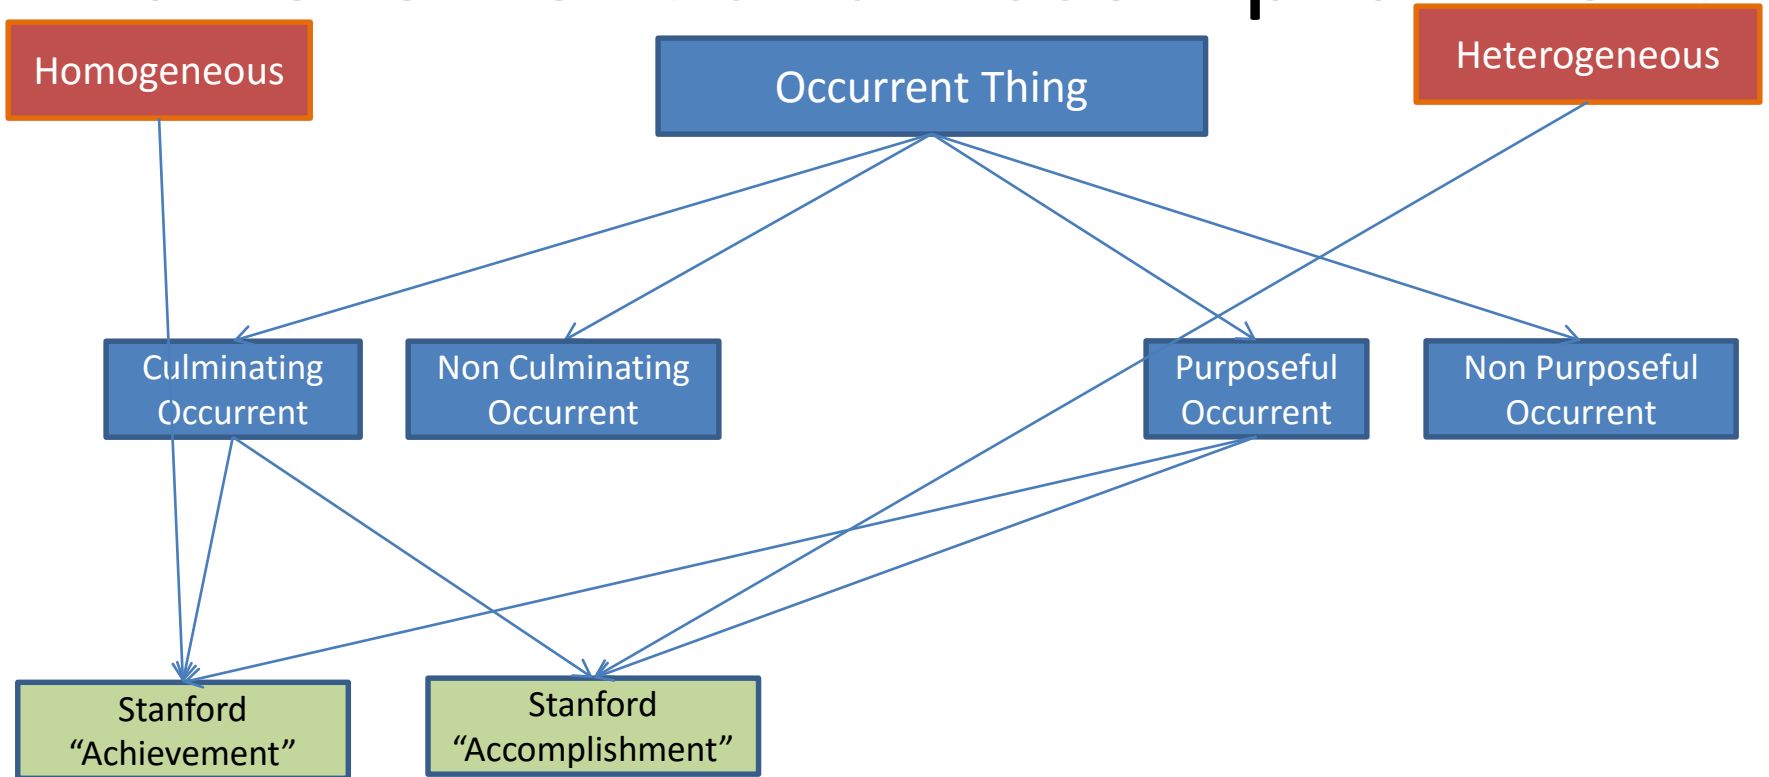 Homogeneous
Occurrent Thing
Heterogeneous
Culminating
Occurrent
Non Culminating
Occurrent
Purposeful
Occurrent
Non Purposeful
Occurrent
Stanford
“Achievement”
Stanford
“Accomplishment”